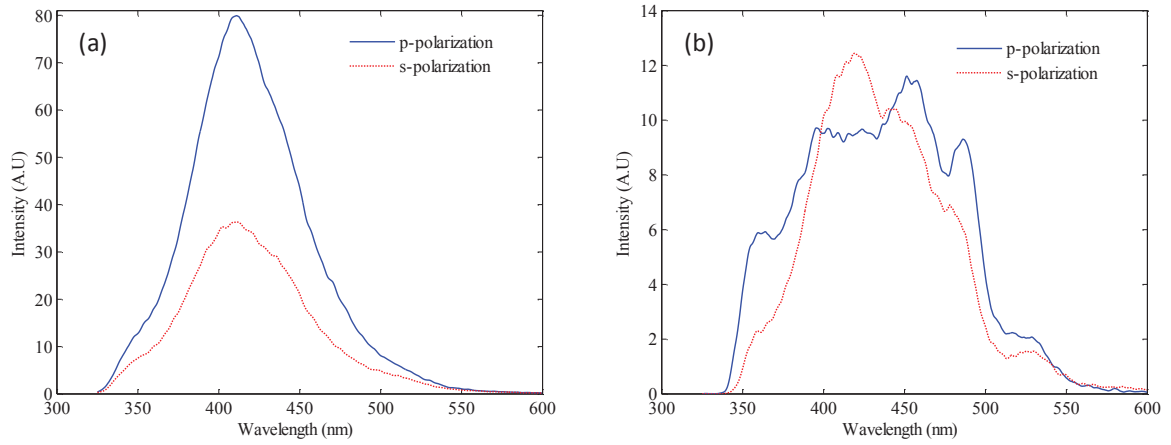 (a)
p-polarization
s-polarization
80
70
60
50
40
30
20
10
0
Intensity (A.U)
300 350 400 450 500 550 600
Wavelength (nm)
(b)
p-polarization
s-polarization
14
12
10
8
6
4
2
0
Intensity (A.U)
300 350 400 450 500 550 600
Wavelength (nm)